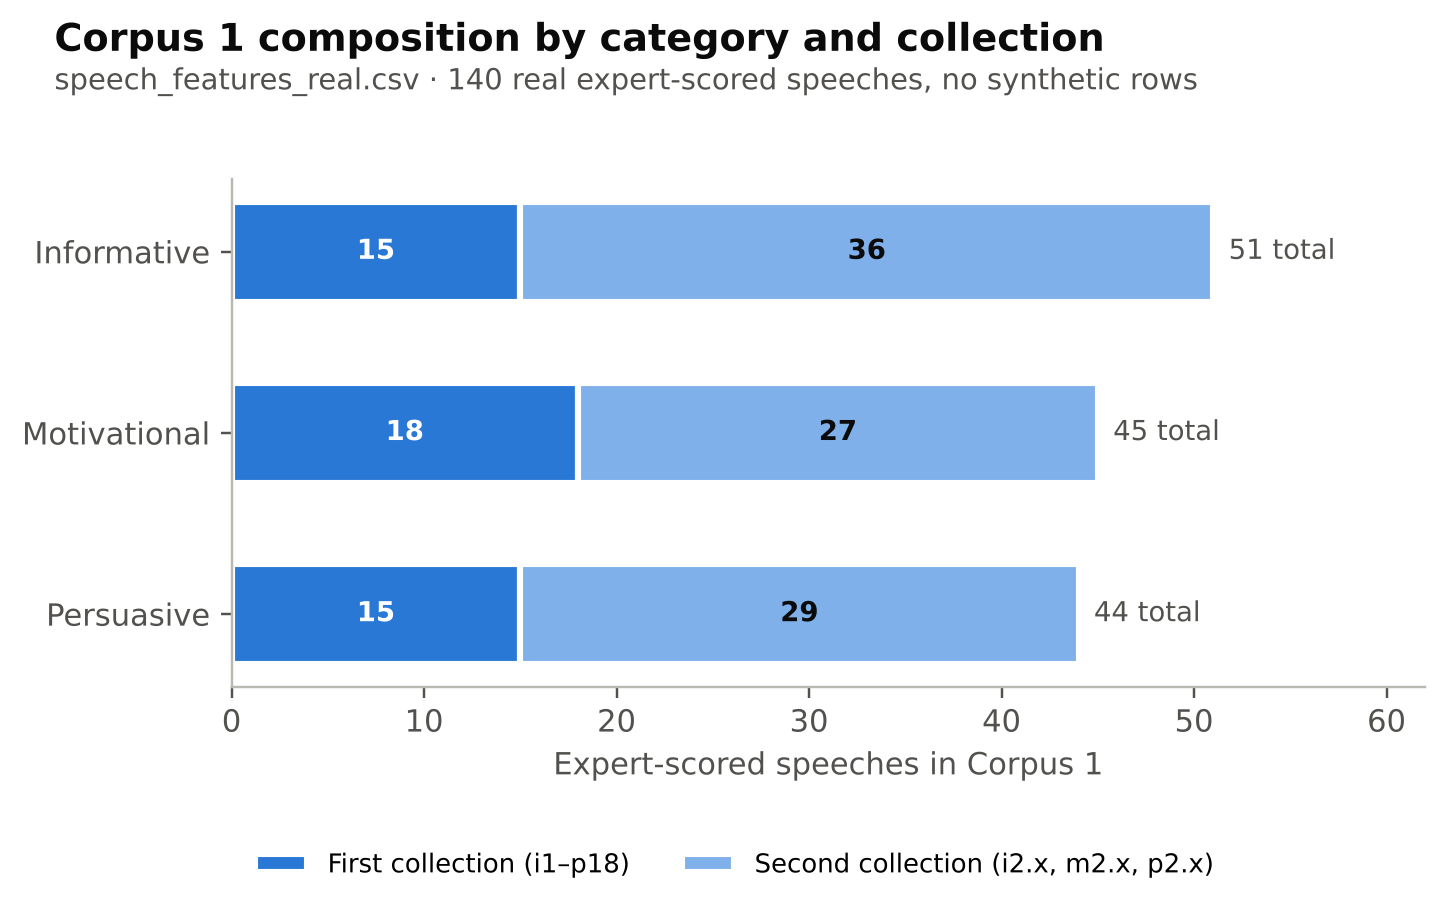 Corpus 1 composition by category and collection
speech_features_real.csv · 140 real expert-scored speeches, no synthetic rows
Informative 15 36 51 total
Motivational 18 27 45 total
Persuasive 15 29 44 total
0 10 20 30 40 50 60
Expert-scored speeches in Corpus 1
First collection (i1–p18) Second collection (i2.x, m2.x, p2.x)